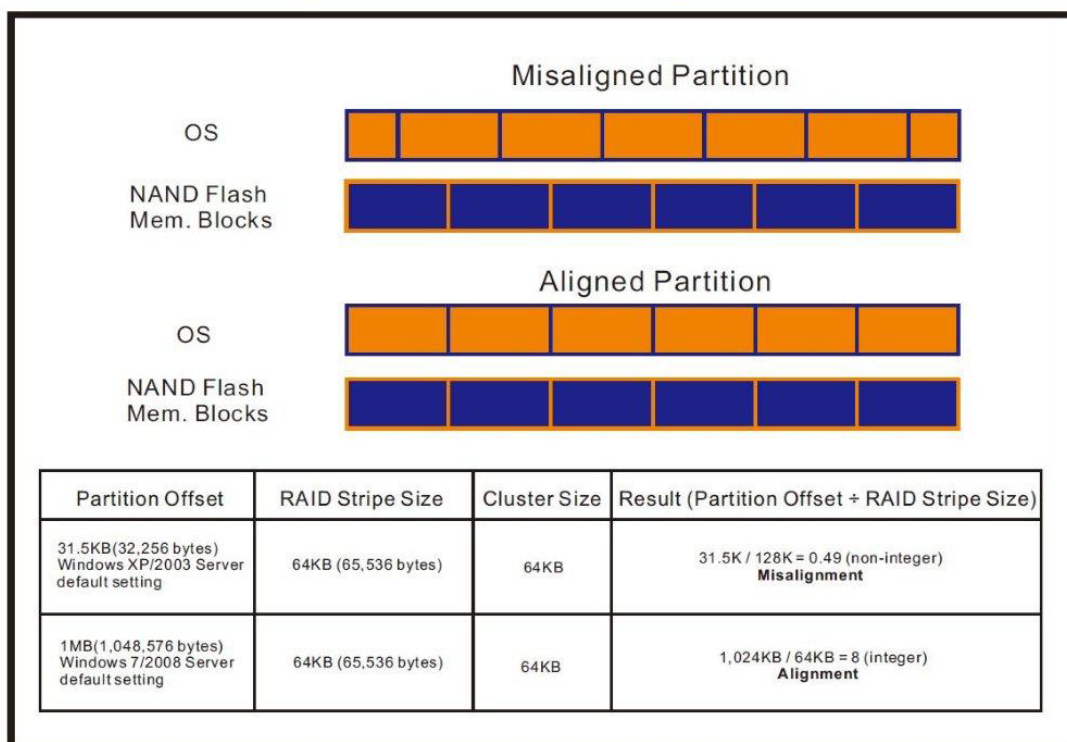 Misaligned Partition
OS
NAND Flash
Mem. Blocks
Aligned Partition
OS
NAND Flash
Mem. Blocks
Partition Offset
RAID Stripe Size
Cluster Size
Result (Partition Offset ÷ RAID Stripe Size)
31.5KB(32,256 bytes)
Windows XP/2003 Server
default setting
64KB (65,536 bytes)
64KB
31.5K / 128K = 0.49 (non-integer)
Misalignment
1MB(1,048,576 bytes)
Windows 7/2008 Server
default setting
64KB (65,536 bytes)
64KB
1,024KB / 64KB = 8 (integer)
Alignment